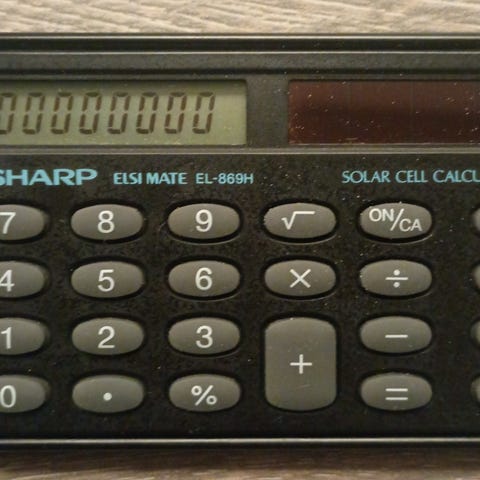 00000000
SHARP ELSI MATE EL-869H SOLAR CELL CALCU
7 8 9 √ ON/CA
4 5 6 × ÷
1 2 3 + −
0 . % =